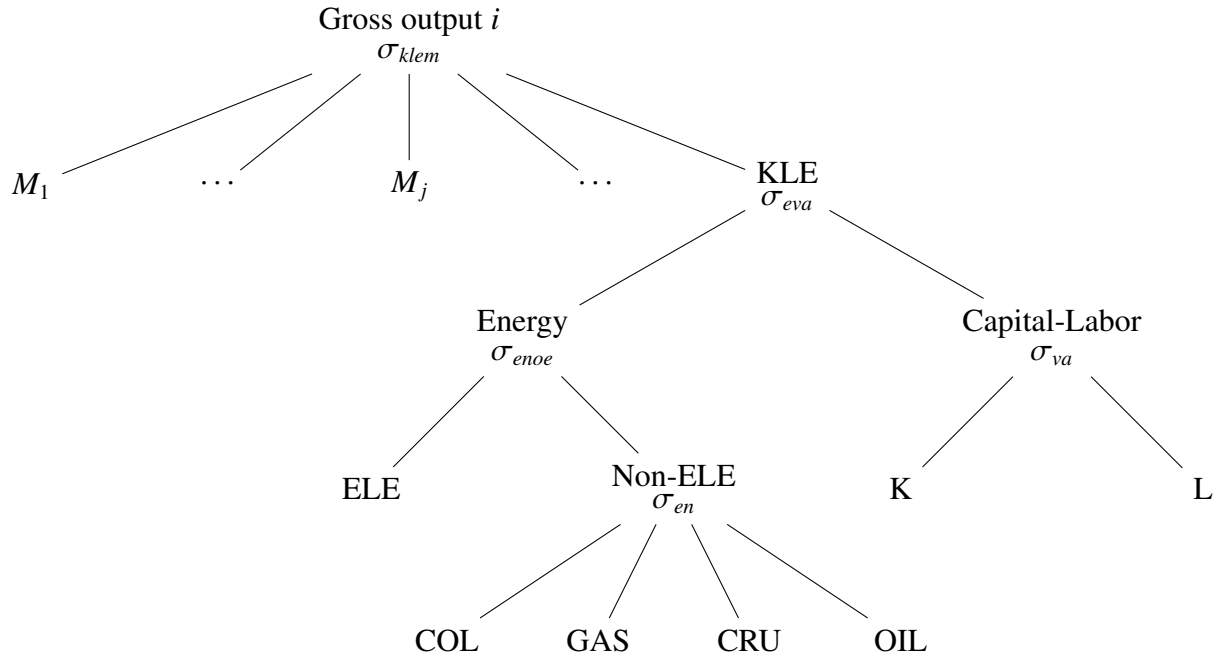 Gross output i
σklem
M1 ⋯ Mj ⋯ KLE
σeva
Energy Capital-Labor
σenoe σva
ELE Non-ELE K L
σen
COL GAS CRU OIL